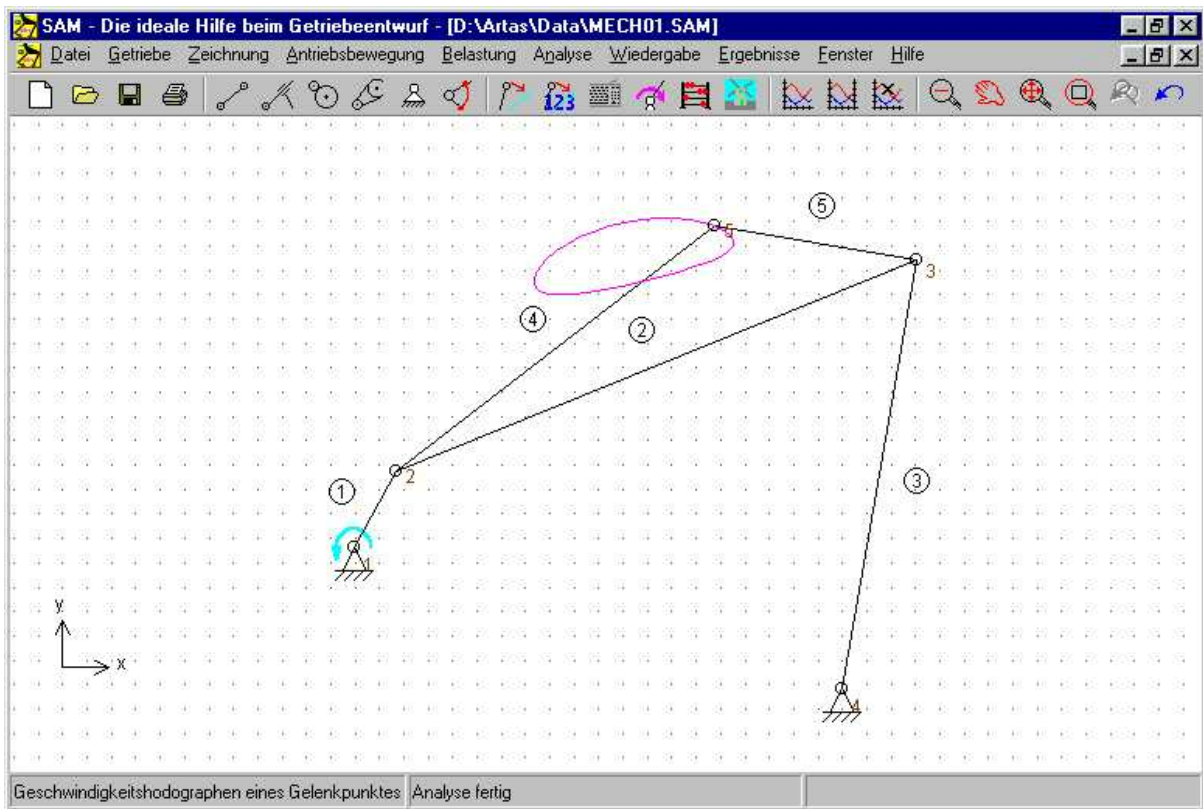 SAM - Die ideale Hilfe beim Getriebeentwurf - [D:\Artas\Data\MECH01.SAM]
Datei Getriebe Zeichnung Antriebsbewegung Belastung Analyse Wiedergabe Ergebnisse Fenster Hilfe
123
5
5
3
4
2
2
1
3
1
y
x
4
Geschwindigkeitshodographen eines Gelenkpunktes Analyse fertig